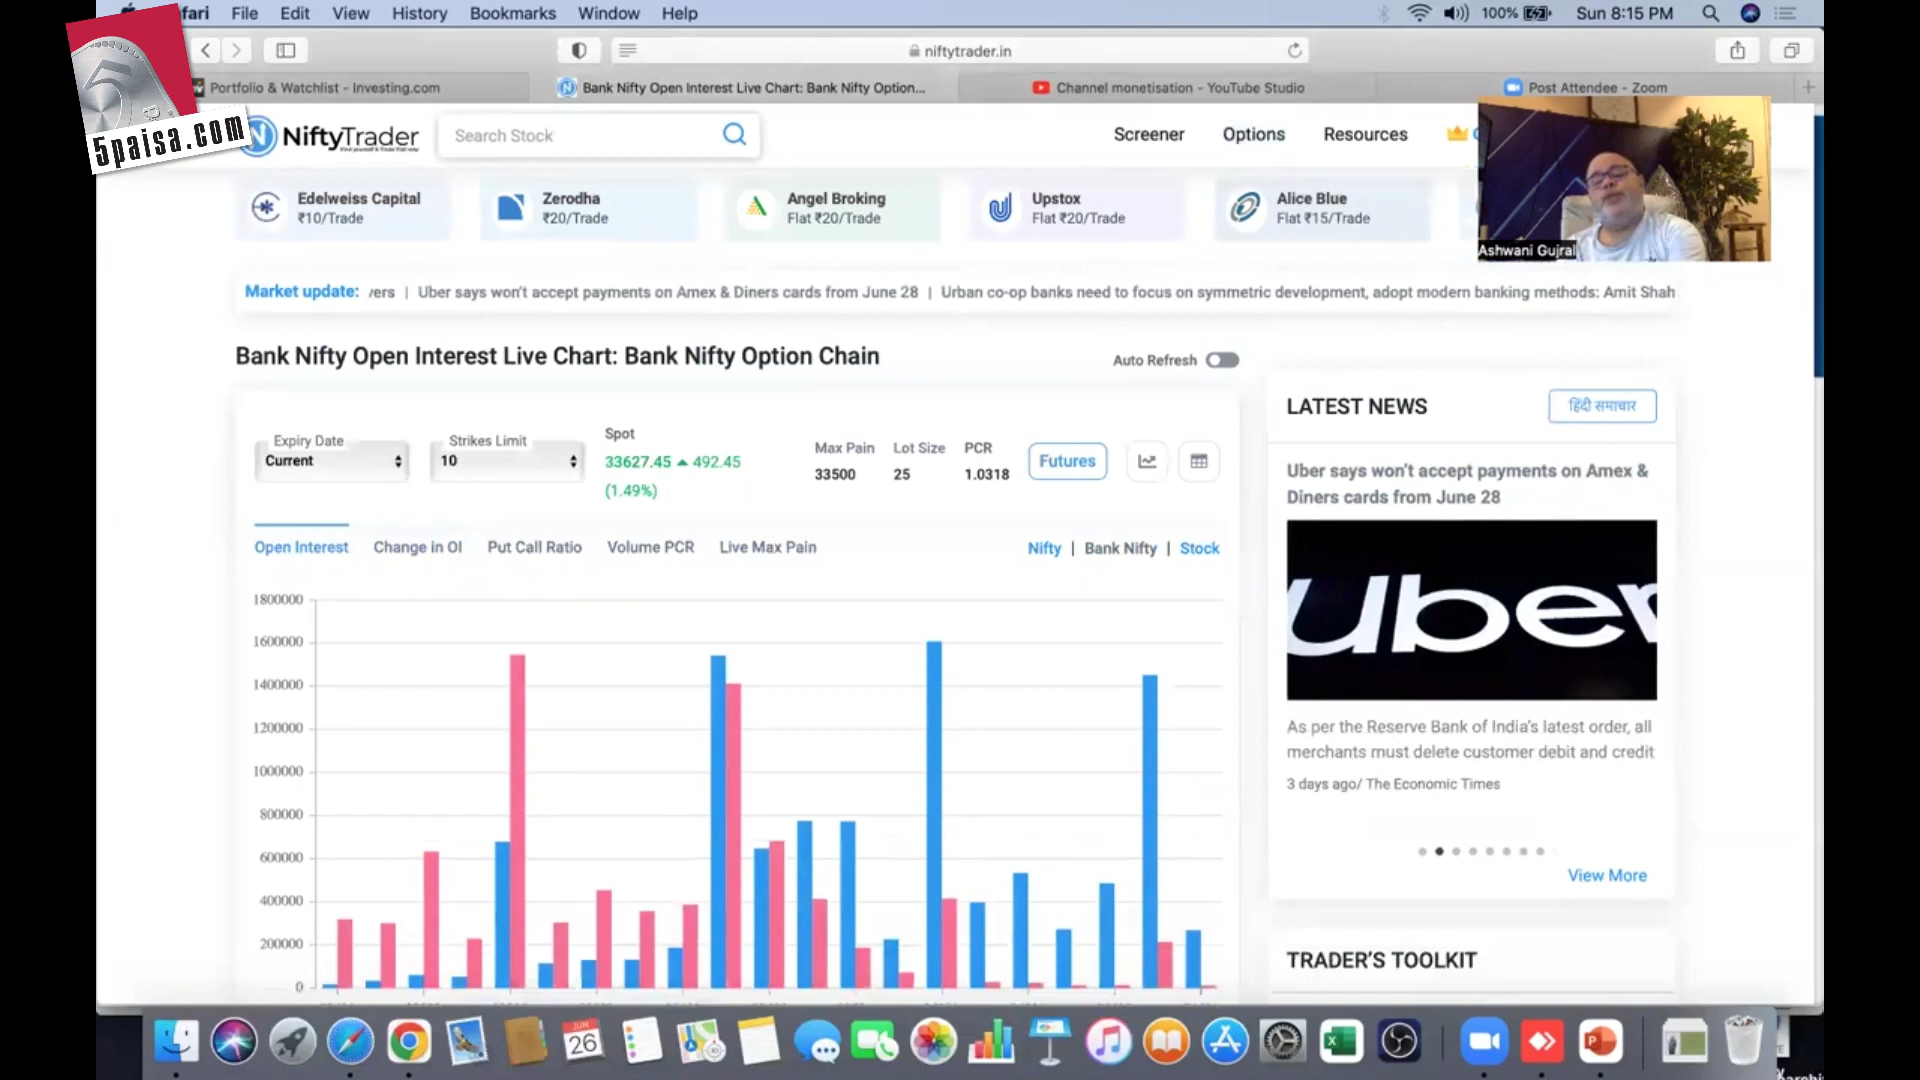 fari File Edit View History Bookmarks Window Help 100% Sun 8:15 PM
niftytrader.in
Portfolio & Watchlist - Investing.com Bank Nifty Open Interest Live Chart: Bank Nifty Option... Channel monetisation - YouTube Studio Post Attendee - Zoom
5paisa.com
NiftyTrader Search Stock Screener Options Resources
Edelweiss Capital Zerodha Angel Broking Upstox Alice Blue
₹10/Trade ₹20/Trade Flat ₹20/Trade Flat ₹20/Trade Flat ₹15/Trade
Ashwani Gujral
Market update: vers | Uber says won't accept payments on Amex & Diners cards from June 28 | Urban co-op banks need to focus on symmetric development, adopt modern banking methods: Amit Shah
Bank Nifty Open Interest Live Chart: Bank Nifty Option Chain Auto Refresh
Expiry Date Strikes Limit Spot Max Pain Lot Size PCR
Current 10 33627.45 492.45 33500 25 1.0318 Futures
(1.49%)
Open Interest Change in OI Put Call Ratio Volume PCR Live Max Pain Nifty | Bank Nifty | Stock
1800000
1600000
1400000
1200000
1000000
800000
600000
400000
200000
0
LATEST NEWS हिंदी समाचार
Uber says won't accept payments on Amex &
Diners cards from June 28
Uber
As per the Reserve Bank of India's latest order, all
merchants must delete customer debit and credit
3 days ago/ The Economic Times
View More
TRADER'S TOOLKIT
JUN
26